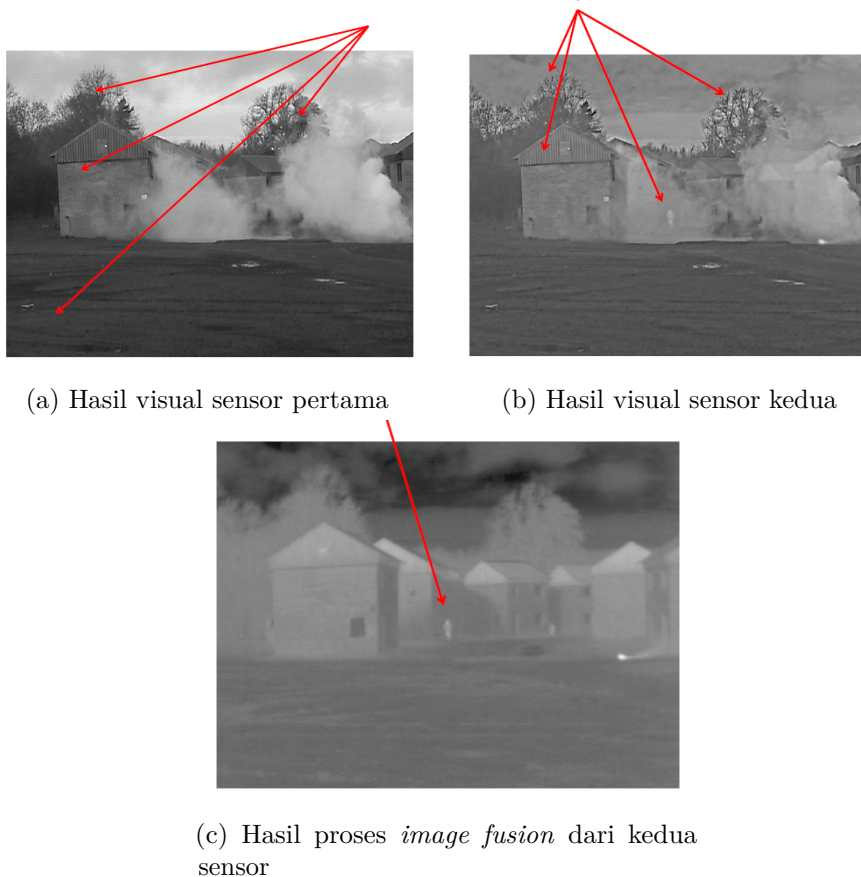 (a) Hasil visual sensor pertama
(b) Hasil visual sensor kedua
(c) Hasil proses image fusion dari kedua
sensor